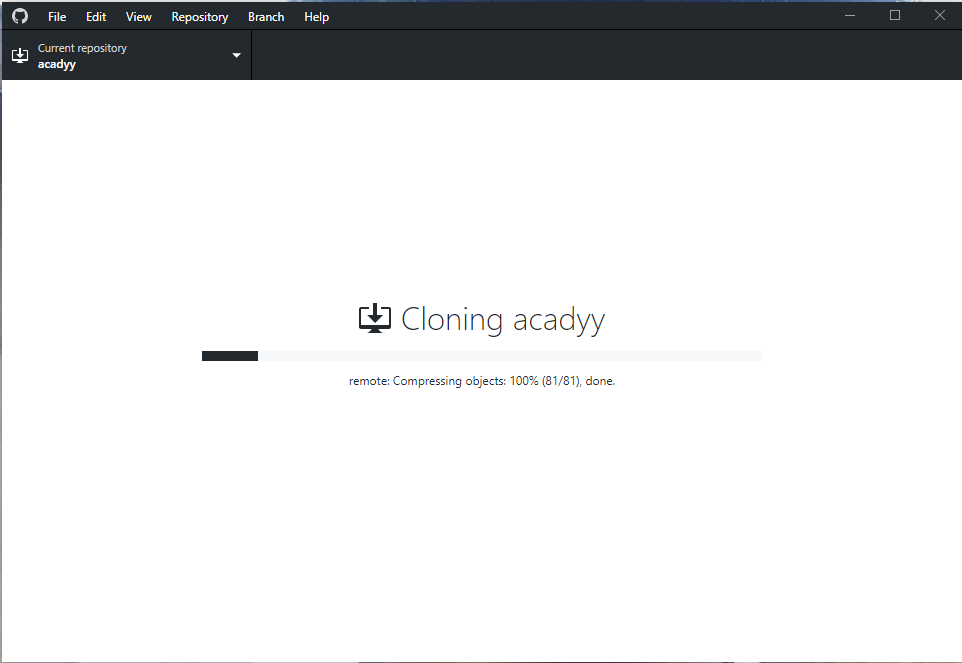 File Edit View Repository Branch Help
Current repository
acadyy
Cloning acadyy
remote: Compressing objects: 100% (81/81), done.